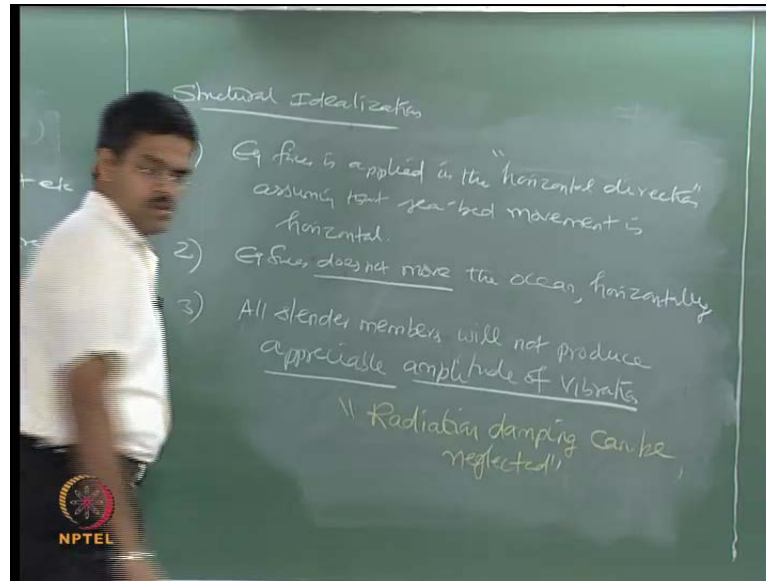 Structural Idealization
) Eq force is applied in the "horizontal direction"
assuming that sea-bed movement is
horizontal.
2) Eq force does not move the ocean, horizontally
3) All slender members will not produce
appreciable amplitude of vibration
"Radiation damping can be
neglected"
NPTEL